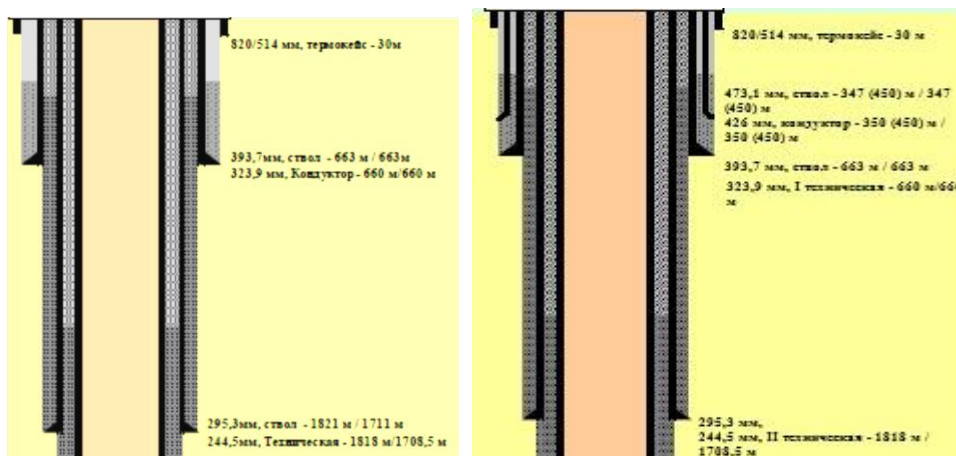 820/514 мм, термокейс - 30м
393,7мм, ствол - 663 м / 663м
323,9 мм, Кондуктор - 660 м/660 м
295,3мм, ствол - 1821 м / 1711 м
244,5мм, Техническая - 1818 м/1708,5 м
820/514 мм, термокейс - 30 м
473,1 мм, ствол - 347 (450) м / 347
(450) м
426 мм, кондуктор - 350 (450) м /
350 (450) м
393,7 мм, ствол - 663 м / 663 м
323,9 мм, I техническая - 660 м/660
м
295,3 мм,
244,5 мм, II техническая - 1818 м /
1708,5 м